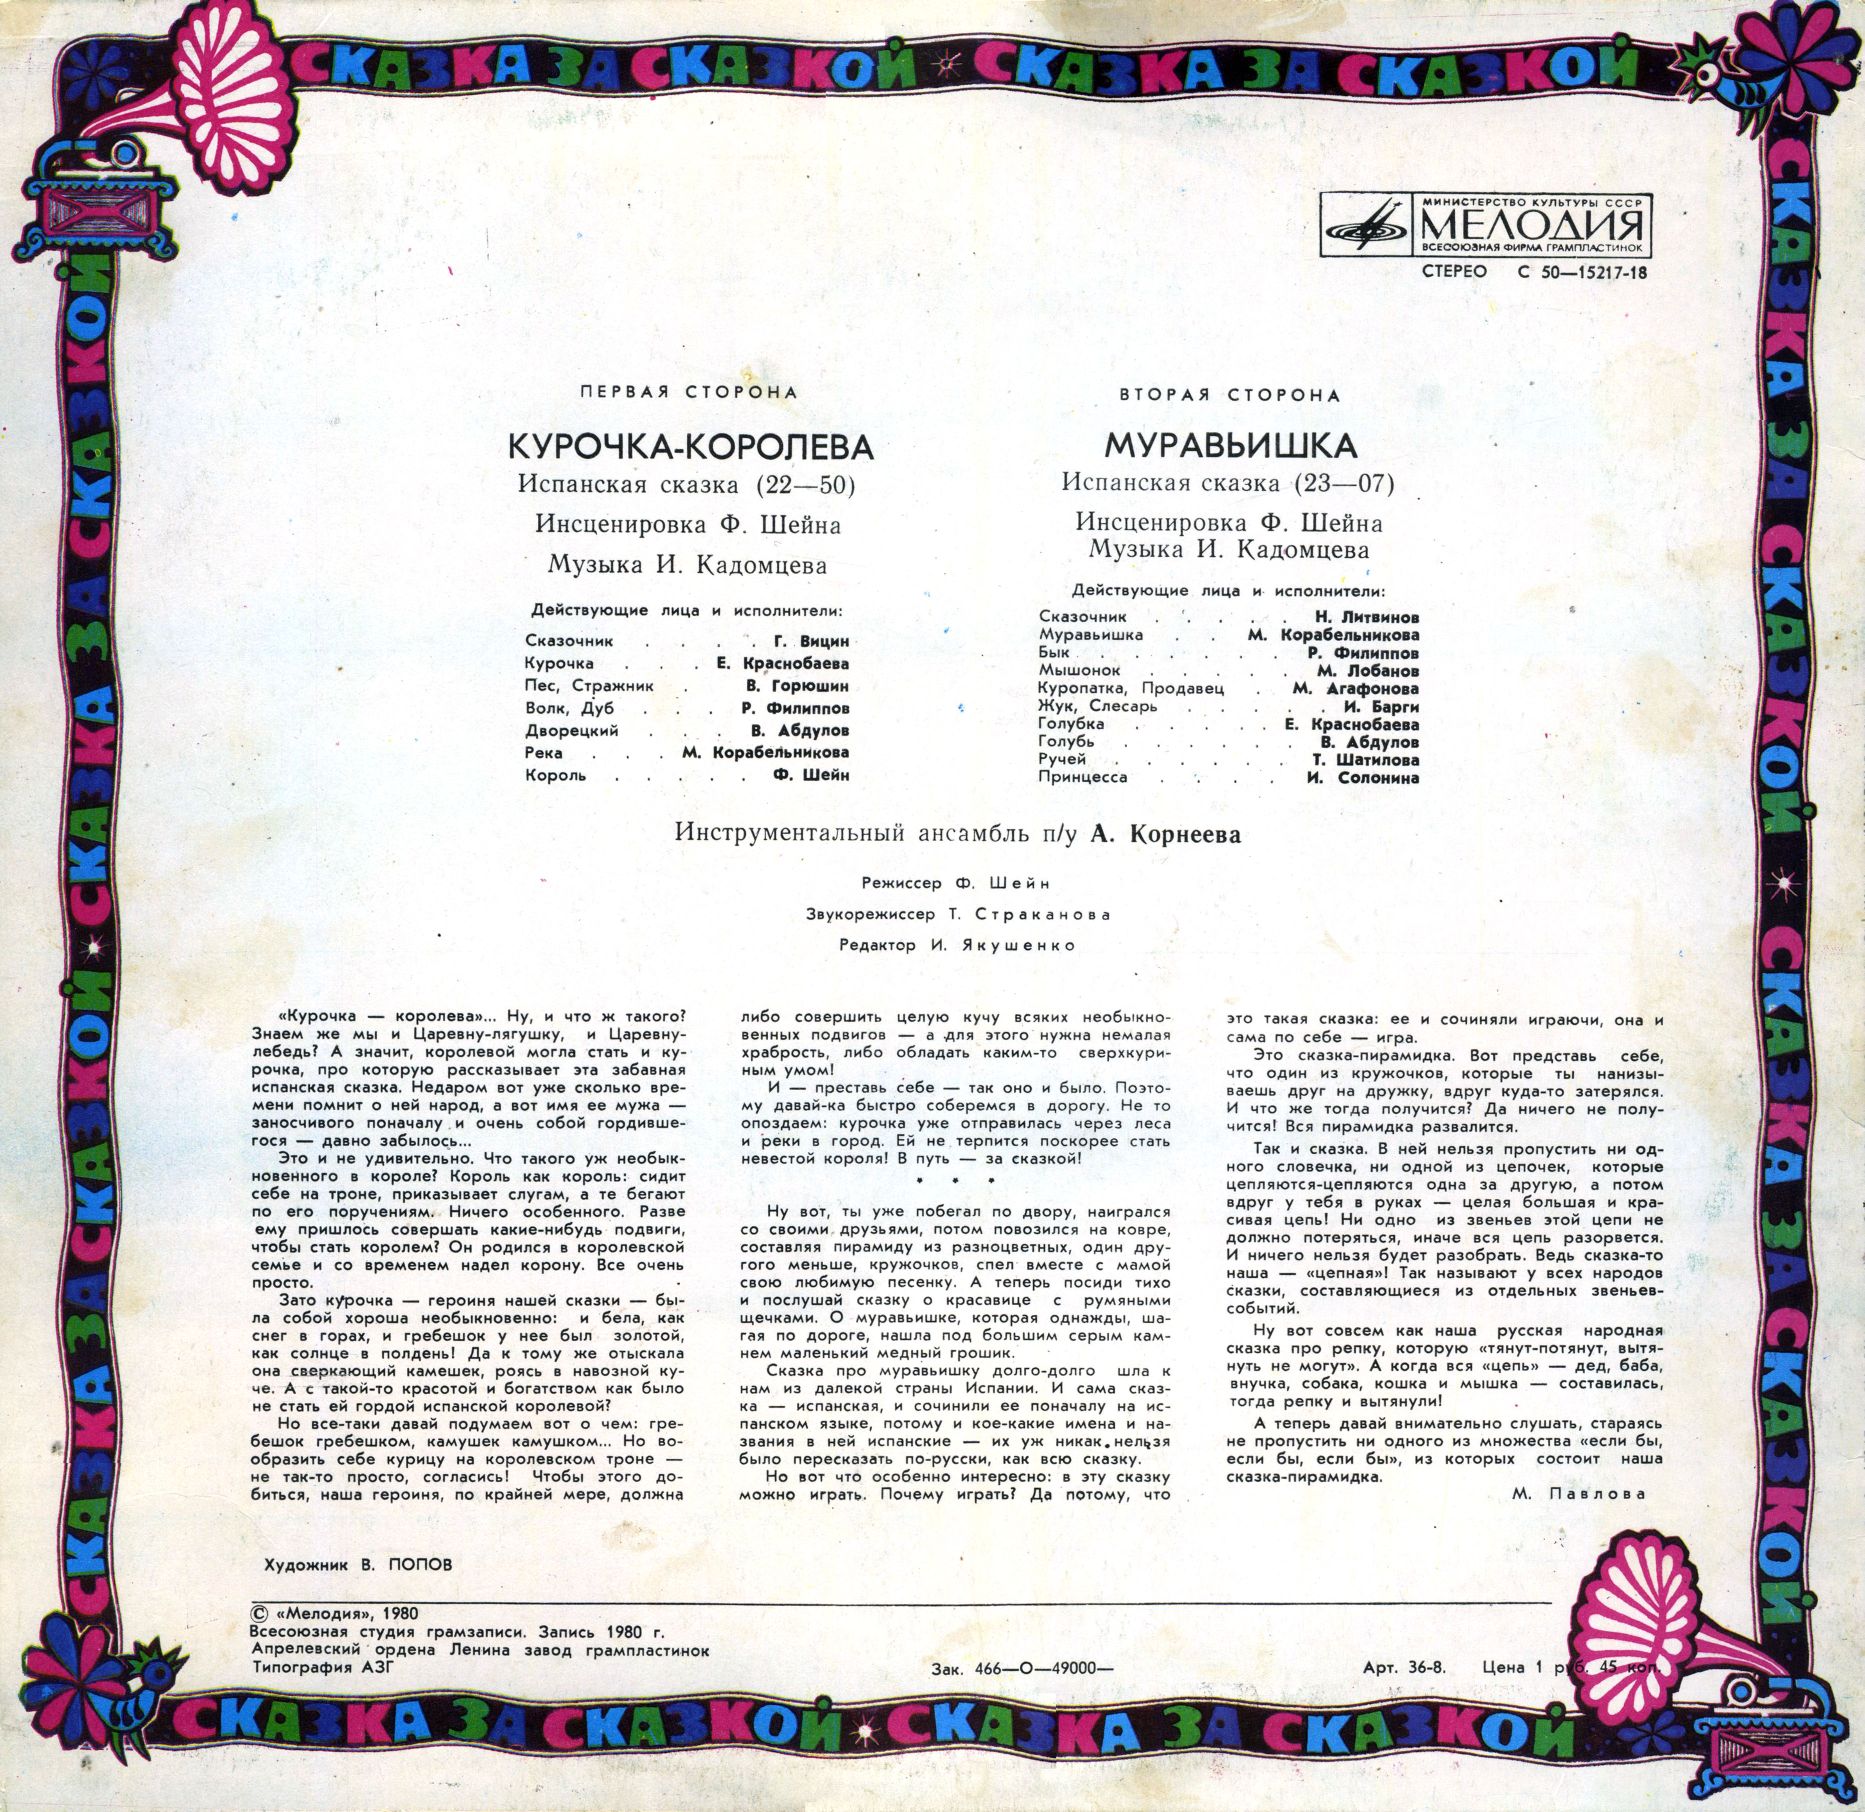 СКАЗКА ЗА СКАЗКОЙ СКАЗКА ЗА СКАЗКОЙ
СКАЗКА ЗА СКАЗКОЙ СКАЗКА ЗА СКАЗКОЙ
СКАЗКА ЗА СКАЗКОЙ СКАЗКА ЗА СКАЗКОЙ
МИНИСТЕРСТВО КУЛЬТУРЫ СССР
МЕЛОДИЯ
ВСЕСОЮЗНАЯ ФИРМА ГРАМПЛАСТИНОК
СТЕРЕО С 50—15217-18
ПЕРВАЯ СТОРОНА
КУРОЧКА-КОРОЛЕВА
Испанская сказка (22—50)
Инсценировка Ф. Шейна
Музыка И. Кадомцева
Действующие лица и исполнители:
Сказочник . . . . Г. Вицин
Курочка . . . Е. Краснобаева
Пес, Стражник . В. Горюшин
Волк, Дуб . . . Р. Филиппов
Дворецкий . . . В. Абдулов
Река . . . М. Корабельникова
Король . . . . . Ф. Шейн
ВТОРАЯ СТОРОНА
МУРАВЬИШКА
Испанская сказка (23—07)
Инсценировка Ф. Шейна
Музыка И. Кадомцева
Действующие лица и исполнители:
Сказочник . . . . . Н. Литвинов
Муравьишка . . М. Корабельникова
Бык . . . . . . Р. Филиппов
Мышонок . . . . . М. Лобанов
Куропатка, Продавец . . М. Агафонова
Жук, Слесарь . . . . . И. Барги
Голубка . . . . . Е. Краснобаева
Голубь . . . . . . В. Абдулов
Ручей . . . . . . Т. Шатилова
Принцесса . . . . И. Солонина
Инструментальный ансамбль п/у А. Корнеева
Режиссер Ф. Шейн
Звукорежиссер Т. Страканова
Редактор И. Якушенко
«Курочка — королева»... Ну, и что ж такого?
Знаем же мы и Царевну-лягушку, и Царевну-
лебедь? А значит, королевой могла стать и ку-
рочка, про которую рассказывает эта забавная
испанская сказка. Недаром вот уже сколько вре-
мени помнит о ней народ, а вот имя ее мужа —
заносчивого поначалу и очень собой гордивше-
гося — давно забылось...
Это и не удивительно. Что такого уж необык-
новенного в короле? Король как король: сидит
себе на троне, приказывает слугам, а те бегают
по его поручениям. Ничего особенного. Разве
ему пришлось совершать какие-нибудь подвиги,
чтобы стать королем? Он родился в королевской
семье и со временем надел корону. Все очень
просто.
Зато курочка — героиня нашей сказки — бы-
ла собой хороша необыкновенно: и бела, как
снег в горах, и гребешок у нее был золотой,
как солнце в полдень! Да к тому же отыскала
она сверкающий камешек, роясь в навозной ку-
че. А с такой-то красотой и богатством как было
не стать ей гордой испанской королевой?
Но все-таки давай подумаем вот о чем: гре-
бешок гребешком, камушек камушком... Но во-
образить себе курицу на королевском троне —
не так-то просто, согласись! Чтобы этого до-
биться, наша героиня, по крайней мере, должна
либо совершить целую кучу всяких необыкно-
венных подвигов — а для этого нужна немалая
храбрость, либо обладать каким-то сверхкури-
ным умом!
И — преставь себе — так оно и было. Поэто-
му давай-ка быстро соберемся в дорогу. Не то
опоздаем: курочка уже отправилась через леса
и реки в город. Ей не терпится поскорее стать
невестой короля! В путь — за сказкой!
* * *
Ну вот, ты уже побегал по двору, наигрался
со своими друзьями, потом повозился на ковре,
составляя пирамиду из разноцветных, один дру-
гого меньше, кружочков, спел вместе с мамой
свою любимую песенку. А теперь посиди тихо
и послушай сказку о красавице с румяными
щечками. О муравьишке, которая однажды, ша-
гая по дороге, нашла под большим серым кам-
нем маленький медный грошик.
Сказка про муравьишку долго-долго шла к
нам из далекой страны Испании. И сама сказ-
ка — испанская, и сочинили ее поначалу на ис-
панском языке, потому и кое-какие имена и на-
звания в ней испанские — их уж никак нельзя
было пересказать по-русски, как всю сказку.
Но вот что особенно интересно: в эту сказку
можно играть. Почему играть? Да потому, что
это такая сказка: ее и сочиняли играючи, она и
сама по себе — игра.
Это сказка-пирамидка. Вот представь себе,
что один из кружочков, которые ты нанизы-
ваешь друг на дружку, вдруг куда-то затерялся.
И что же тогда получится? Да ничего не полу-
чится! Вся пирамидка развалится.
Так и сказка. В ней нельзя пропустить ни од-
ного словечка, ни одной из цепочек, которые
цепляются-цепляются одна за другую, а потом
вдруг у тебя в руках — целая большая и кра-
сивая цепь! Ни одно из звеньев этой цепи не
должно потеряться, иначе вся цепь разорвется.
И ничего нельзя будет разобрать. Ведь сказка-то
наша — «цепная»! Так называют у всех народов
сказки, составляющиеся из отдельных звеньев-
событий.
Ну вот совсем как наша русская народная
сказка про репку, которую «тянут-потянут, вытя-
нуть не могут». А когда вся «цепь» — дед, баба,
внучка, собака, кошка и мышка — составилась,
тогда репку и вытянули!
А теперь давай внимательно слушать, стараясь
не пропустить ни одного из множества «если бы,
если бы, если бы», из которых состоит наша
сказка-пирамидка.
М. Павлова
Художник В. ПОПОВ
© «Мелодия», 1980
Всесоюзная студия грамзаписи. Запись 1980 г.
Апрелевский ордена Ленина завод грампластинок
Типография АЗГ
Зак. 466—О—49000—
Арт. 36-8. Цена 1 руб. 45 коп.
СКАЗКА ЗА СКАЗКОЙ СКАЗКА ЗА СКАЗКОЙ